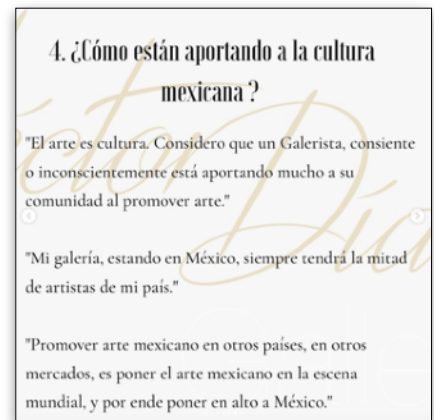 4. ¿Cómo están aportando a la cultura
mexicana ?
"El arte es cultura. Considero que un Galerista, consiente
o inconscientemente está aportando mucho a su
comunidad al promover arte."
"Mi galería, estando en México, siempre tendrá la mitad
de artistas de mi país."
"Promover arte mexicano en otros países, en otros
mercados, es poner el arte mexicano en la escena
mundial, y por ende poner en alto a México."